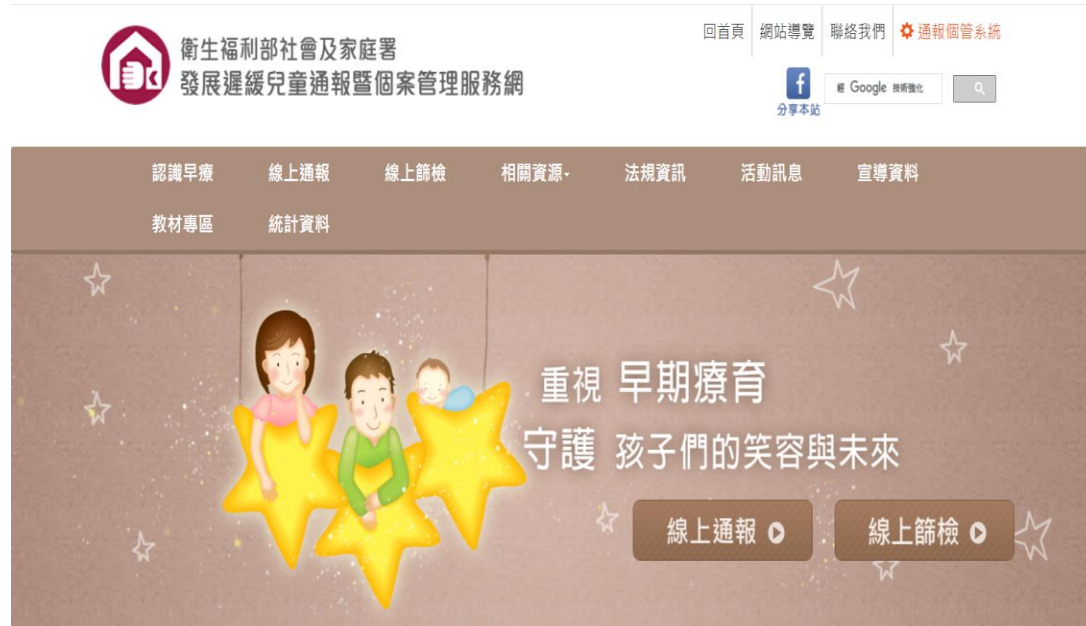 衛生福利部社會及家庭署
發展遲緩兒童通報暨個案管理服務網
回首頁 網站導覽 聯絡我們 通報個管系統
f
分享本站
經 Google 技術強化
認識早療 線上通報 線上篩檢 相關資源 法規資訊 活動訊息 宣導資料
教材專區 統計資料
重視 早期療育
守護 孩子們的笑容與未來
線上通報 線上篩檢